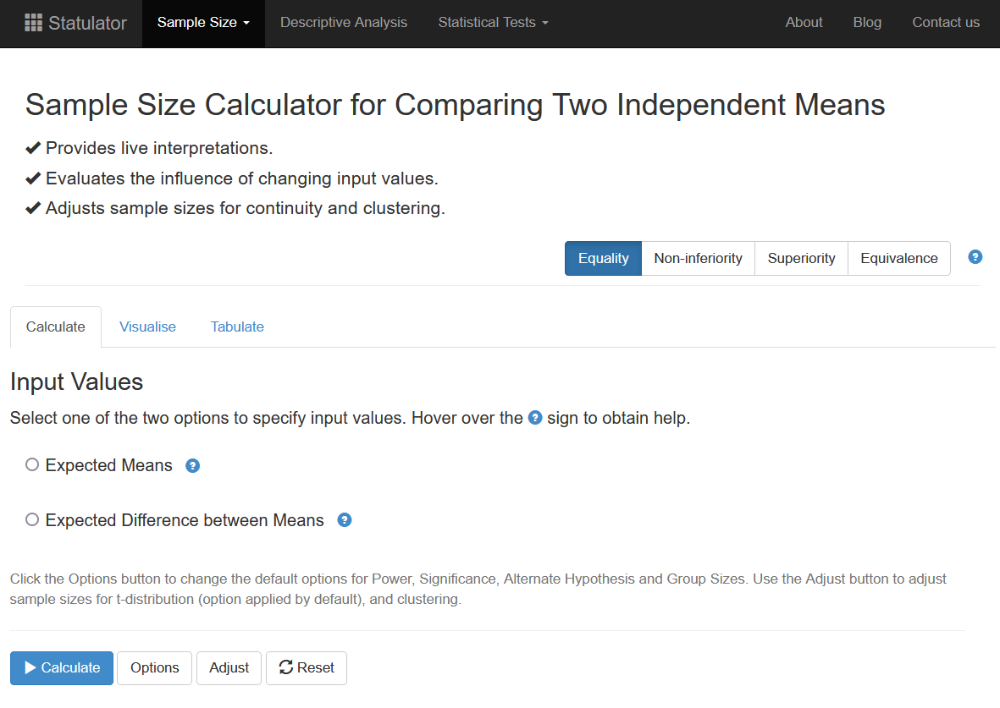 Statulator Sample Size Descriptive Analysis Statistical Tests About Blog Contact us
Sample Size Calculator for Comparing Two Independent Means
Provides live interpretations.
Evaluates the influence of changing input values.
Adjusts sample sizes for continuity and clustering.
Equality Non-inferiority Superiority Equivalence ?
Calculate Visualise Tabulate
Input Values
Select one of the two options to specify input values. Hover over the ? sign to obtain help.
Expected Means ?
Expected Difference between Means ?
Click the Options button to change the default options for Power, Significance, Alternate Hypothesis and Group Sizes. Use the Adjust button to adjust
sample sizes for t-distribution (option applied by default), and clustering.
Calculate Options Adjust Reset